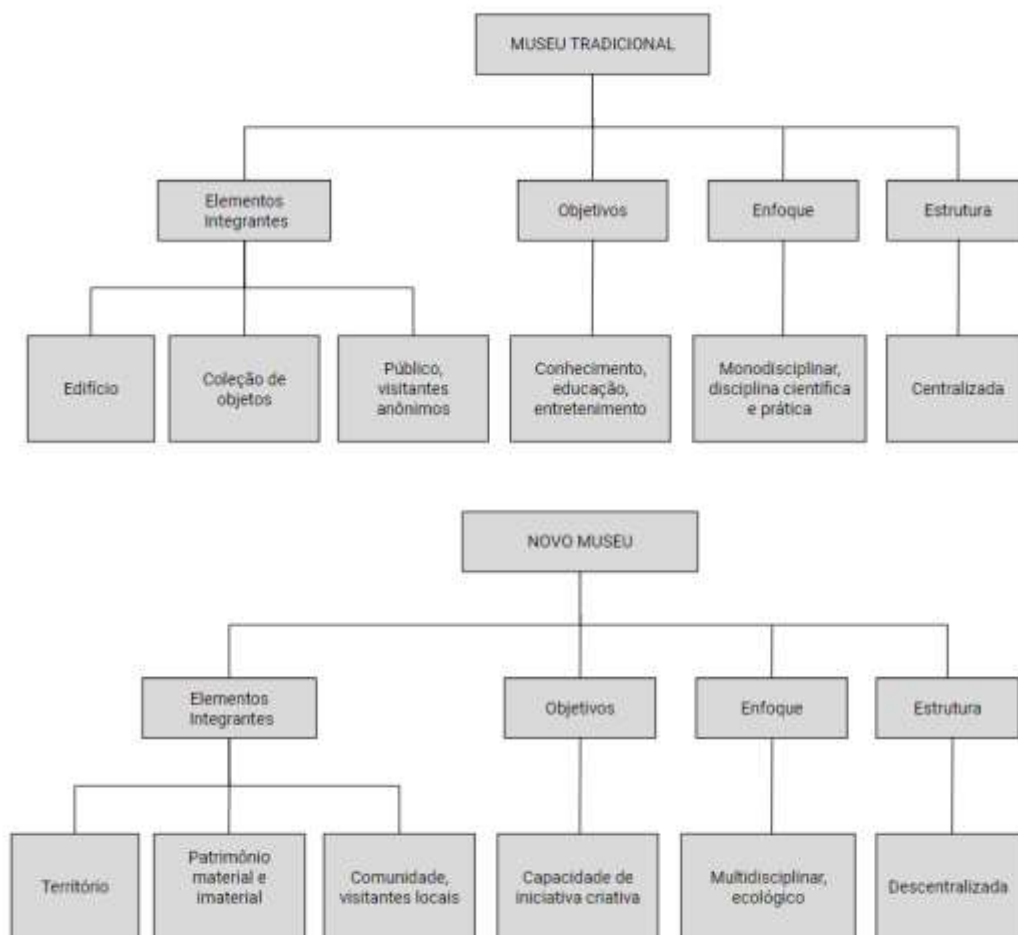 MUSEU TRADICIONAL
Elementos
Integrantes
Objetivos
Enfoque
Estrutura
Edifício
Coleção de
objetos
Público,
visitantes
anônimos
Conhecimento,
educação,
entretenimento
Monodisciplinar,
disciplina científica
e prática
Centralizada
NOVO MUSEU
Elementos
Integrantes
Objetivos
Enfoque
Estrutura
Território
Patrimônio
material e
imaterial
Comunidade,
visitantes locais
Capacidade de
iniciativa criativa
Multidisciplinar,
ecológico
Descentralizada